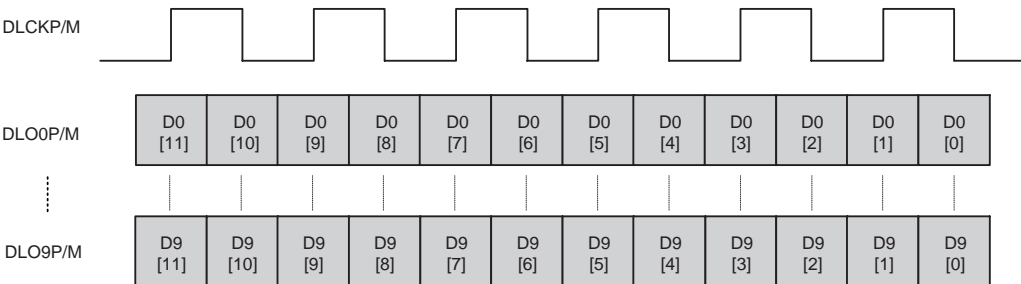 DLCKP/M
DLO0P/M
D0 D0 D0 D0 D0 D0 D0 D0 D0 D0 D0 D0
[11] [10] [9] [8] [7] [6] [5] [4] [3] [2] [1] [0]
DLO9P/M
D9 D9 D9 D9 D9 D9 D9 D9 D9 D9 D9 D9
[11] [10] [9] [8] [7] [6] [5] [4] [3] [2] [1] [0]